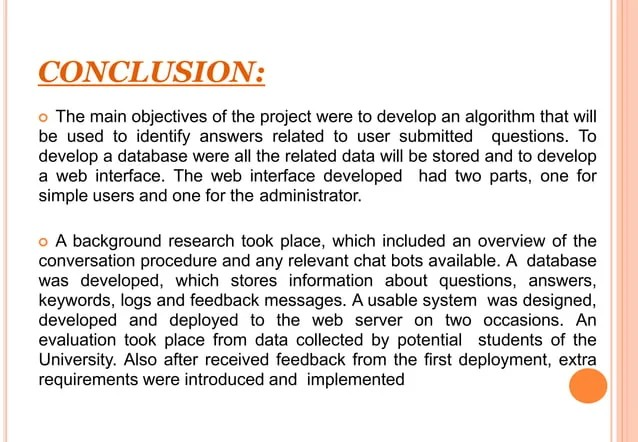 CONCLUSION:
The main objectives of the project were to develop an algorithm that will
be used to identify answers related to user submitted questions. To
develop a database were all the related data will be stored and to develop
a web interface. The web interface developed had two parts, one for
simple users and one for the administrator.
A background research took place, which included an overview of the
conversation procedure and any relevant chat bots available. A database
was developed, which stores information about questions, answers,
keywords, logs and feedback messages. A usable system was designed,
developed and deployed to the web server on two occasions. An
evaluation took place from data collected by potential students of the
University. Also after received feedback from the first deployment, extra
requirements were introduced and implemented